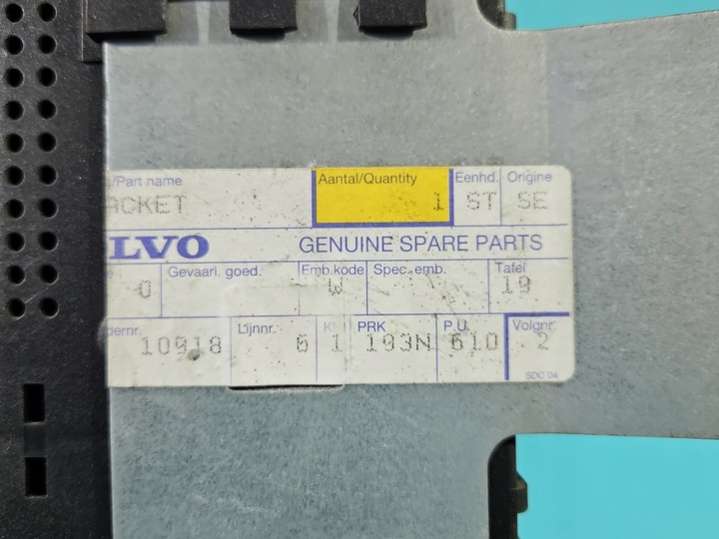 /Part name Aantal/Quantity Eenhd. Origine
ACKET 1 ST SE
LVO GENUINE SPARE PARTS
Gevaarl. goed. Emb.kode Spec. emb. Tafel
0 W 19
ernr. Lijnnr. PRK P.U. Volgnr.
10918 6 1 193N 610 2
SDC 04